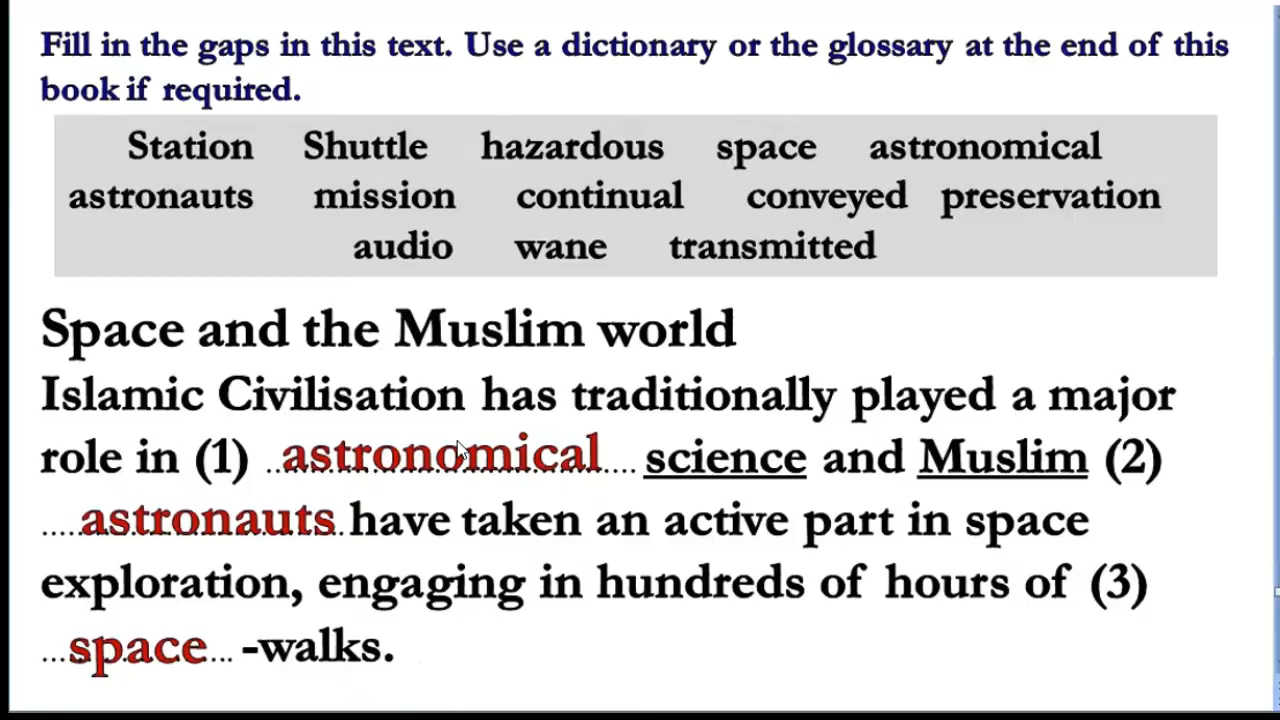 Fill in the gaps in this text. Use a dictionary or the glossary at the end of this
book if required.
Station Shuttle hazardous space astronomical
astronauts mission continual conveyed preservation
audio wane transmitted
Space and the Muslim world
Islamic Civilisation has traditionally played a major
role in (1) ..astronomical.... science and Muslim (2)
....astronauts. have taken an active part in space
exploration, engaging in hundreds of hours of (3)
...space... -walks.